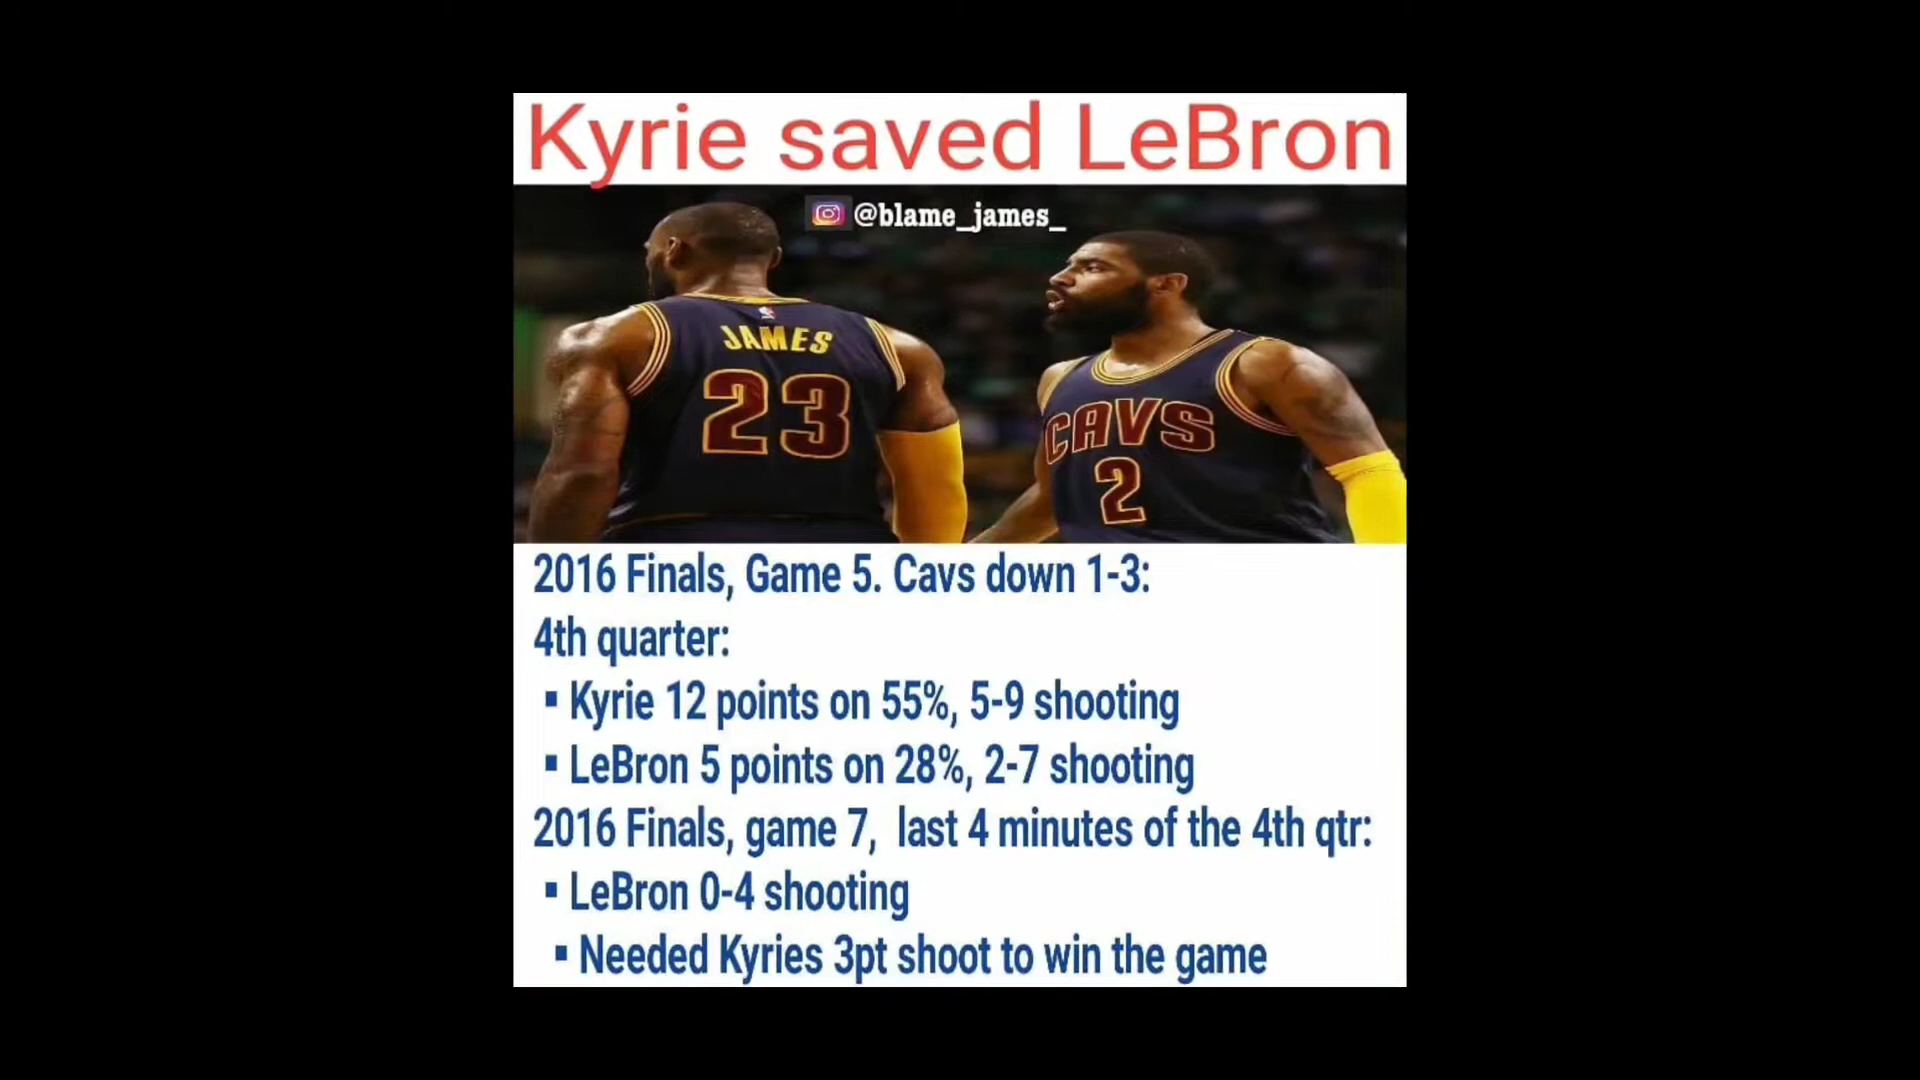 Kyrie saved LeBron
@blame_james_
JAMES
23
CAVS
2
2016 Finals, Game 5. Cavs down 1-3:
4th quarter:
▪ Kyrie 12 points on 55%, 5-9 shooting
▪ LeBron 5 points on 28%, 2-7 shooting
2016 Finals, game 7, last 4 minutes of the 4th qtr:
▪ LeBron 0-4 shooting
▪ Needed Kyries 3pt shoot to win the game